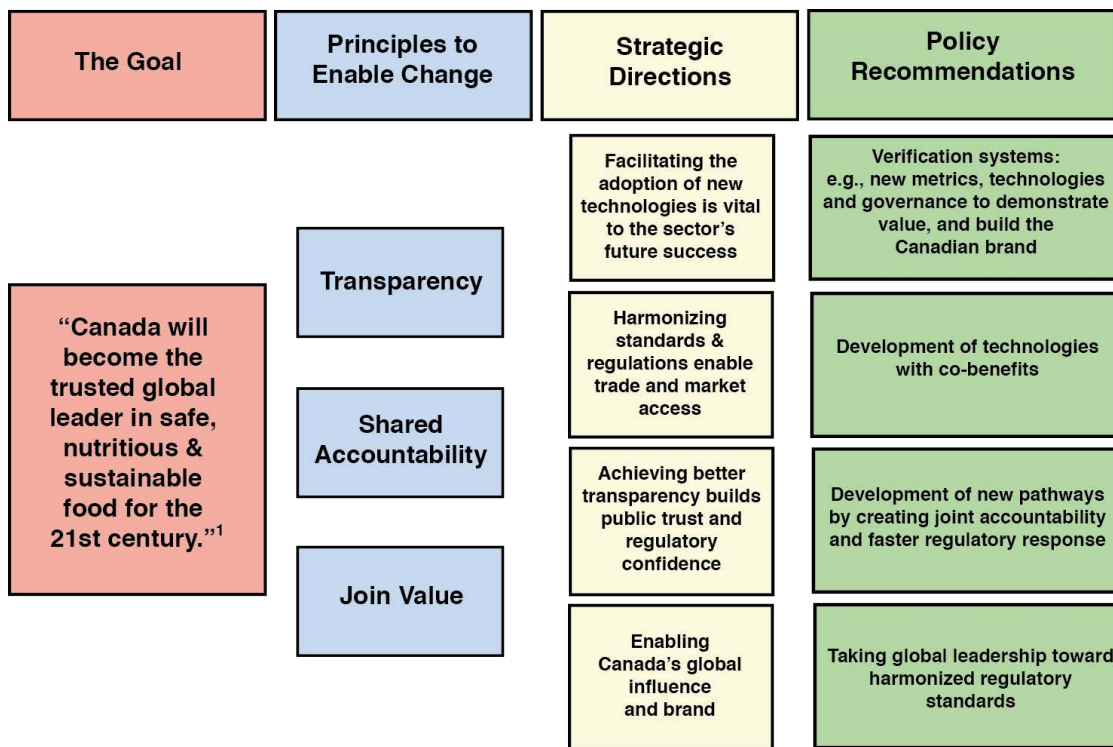 The Goal
Principles to
Enable Change
Strategic
Directions
Policy
Recommendations
“Canada will
become the
trusted global
leader in safe,
nutritious &
sustainable
food for the
21st century.”1
Transparency
Shared
Accountability
Join Value
Facilitating the
adoption of new
technologies is vital
to the sector’s
future success
Harmonizing
standards &
regulations enable
trade and market
access
Achieving better
transparency builds
public trust and
regulatory
confidence
Enabling
Canada’s global
influence
and brand
Verification systems:
e.g., new metrics, technologies
and governance to demonstrate
value, and build the
Canadian brand
Development of technologies
with co-benefits
Development of new pathways
by creating joint accountability
and faster regulatory response
Taking global leadership toward
harmonized regulatory
standards